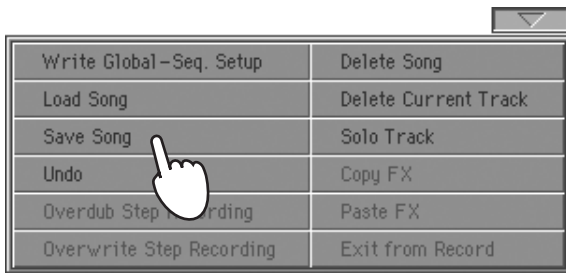 Write Global-Seq. Setup
Load Song
Save Song
Undo
Overdub Step Recording
Overwrite Step Recording
Delete Song
Delete Current Track
Solo Track
Copy FX
Paste FX
Exit from Record